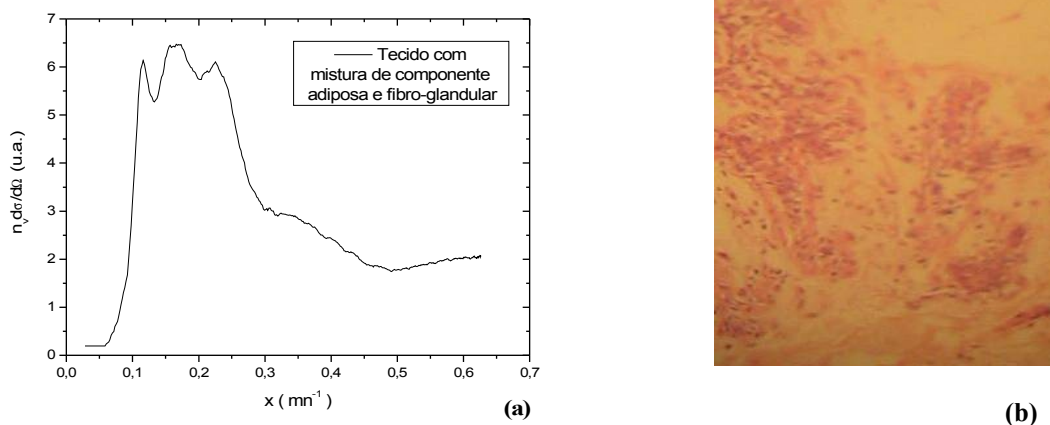 7
6
5
4
3
2
1
0
n_v dσ/dΩ (u.a.)
Tecido com
mistura de componente
adiposa e fibro-glandular
0,0 0,1 0,2 0,3 0,4 0,5 0,6 0,7
x ( mn⁻¹ )
(a)
(b)